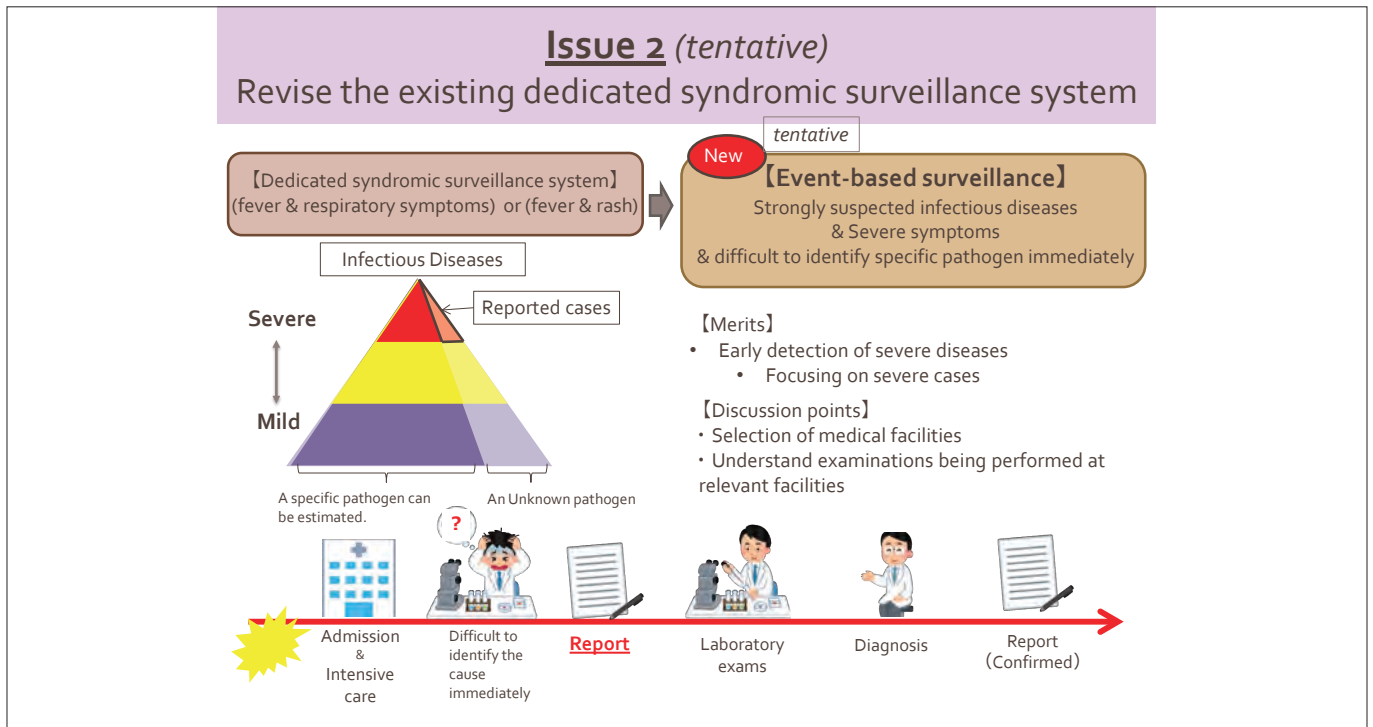 Issue 2 (tentative)
Revise the existing dedicated syndromic surveillance system
【Dedicated syndromic surveillance system】
(fever & respiratory symptoms) or (fever & rash)
tentative
New
【Event-based surveillance】
Strongly suspected infectious diseases
& Severe symptoms
& difficult to identify specific pathogen immediately
Infectious Diseases
Reported cases
Severe
Mild
A specific pathogen can
be estimated.
An Unknown pathogen
【Merits】
• Early detection of severe diseases
• Focusing on severe cases
【Discussion points】
・Selection of medical facilities
・Understand examinations being performed at
relevant facilities
?
Admission
&
Intensive
care
Difficult to
identify the
cause
immediately
Report
Laboratory
exams
Diagnosis
Report
(Confirmed)